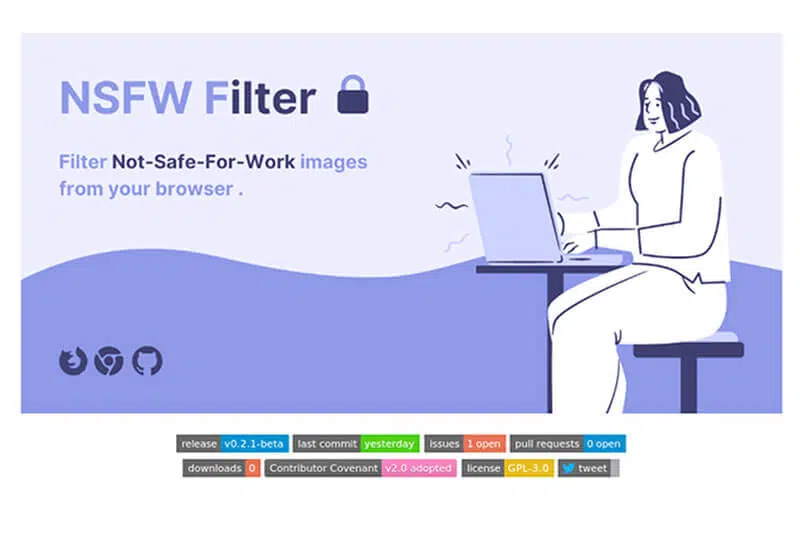 NSFW Filter
Filter Not-Safe-For-Work images
from your browser .
release v0.2.1-beta last commit yesterday issues 1 open pull requests 0 open
downloads 0 Contributor Covenant v2.0 adopted license GPL-3.0 tweet